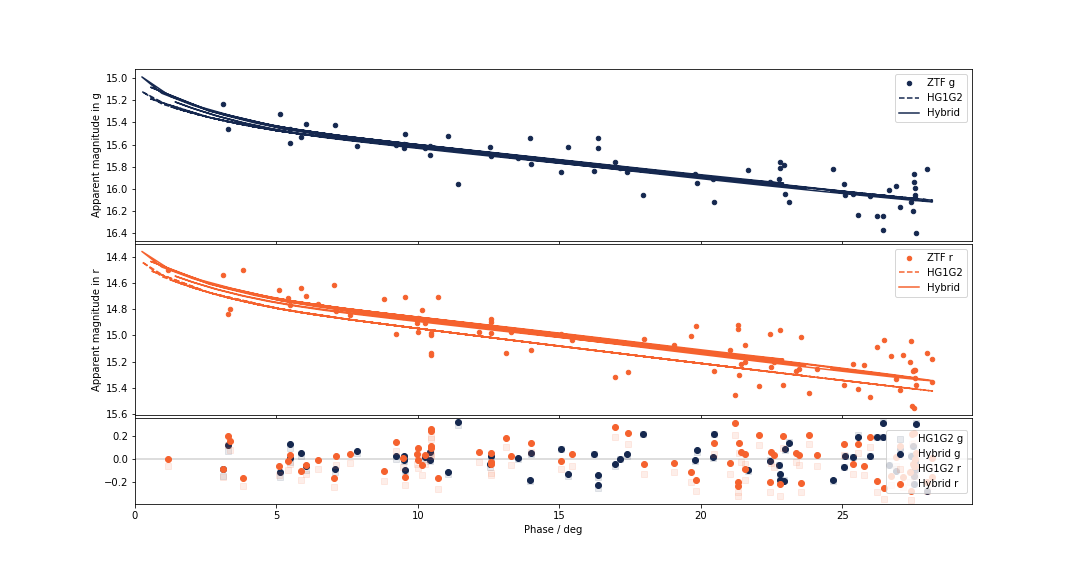 Apparent magnitude in g
15.0
15.2
15.4
15.6
15.8
16.0
16.2
16.4
ZTF g
HG1G2
Hybrid
Apparent magnitude in r
14.4
14.6
14.8
15.0
15.2
15.4
15.6
ZTF r
HG1G2
Hybrid
0.2
0.0
−0.2
HG1G2 g
Hybrid g
HG1G2 r
Hybrid r
0 5 10 15 20 25
Phase / deg